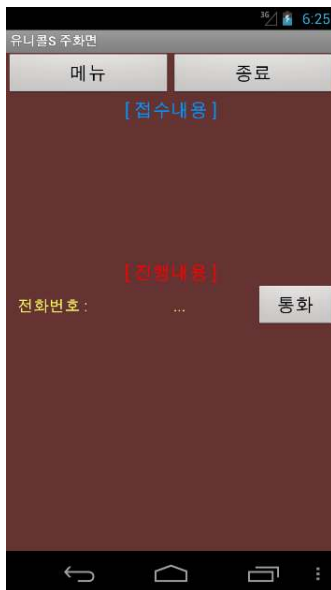 3G 6:25
유니콜S 주화면
메뉴 종료
[접수내용]
[진행내용]
전화번호 : ... 통화